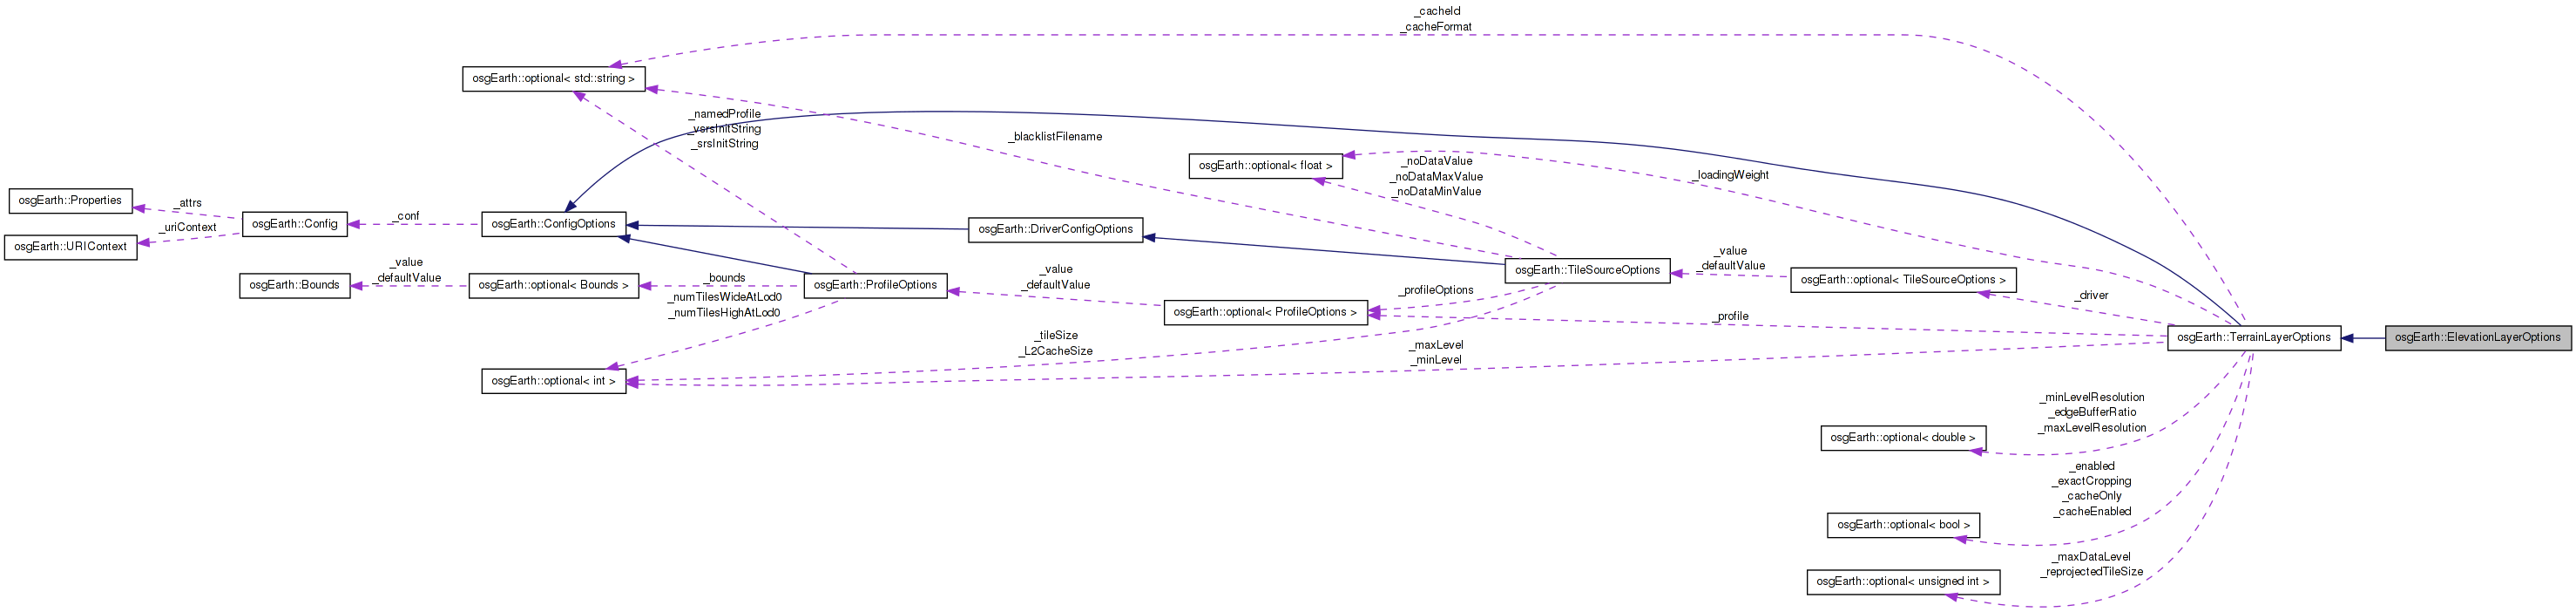 _cacheId
_cacheFormat
osgEarth::optional< std::string >
_namedProfile
_vsrsInitString
_srsInitString
_blacklistFilename
osgEarth::optional< float >
_noDataValue
_noDataMaxValue
_noDataMinValue
_loadingWeight
osgEarth::Properties
_attrs
osgEarth::Config
_conf
osgEarth::ConfigOptions
osgEarth::DriverConfigOptions
_uriContext
osgEarth::URIContext
_value
_defaultValue
osgEarth::Bounds
osgEarth::optional< Bounds >
_bounds
osgEarth::ProfileOptions
_value
_defaultValue
osgEarth::TileSourceOptions
_value
_defaultValue
osgEarth::optional< TileSourceOptions >
_numTilesWideAtLod0
_numTilesHighAtLod0
osgEarth::optional< ProfileOptions >
_profileOptions
_driver
_profile
_tileSize
_L2CacheSize
_maxLevel
_minLevel
osgEarth::TerrainLayerOptions
osgEarth::ElevationLayerOptions
osgEarth::optional< int >
_minLevelResolution
_edgeBufferRatio
_maxLevelResolution
osgEarth::optional< double >
_enabled
_exactCropping
_cacheOnly
_cacheEnabled
osgEarth::optional< bool >
_maxDataLevel
_reprojectedTileSize
osgEarth::optional< unsigned int >